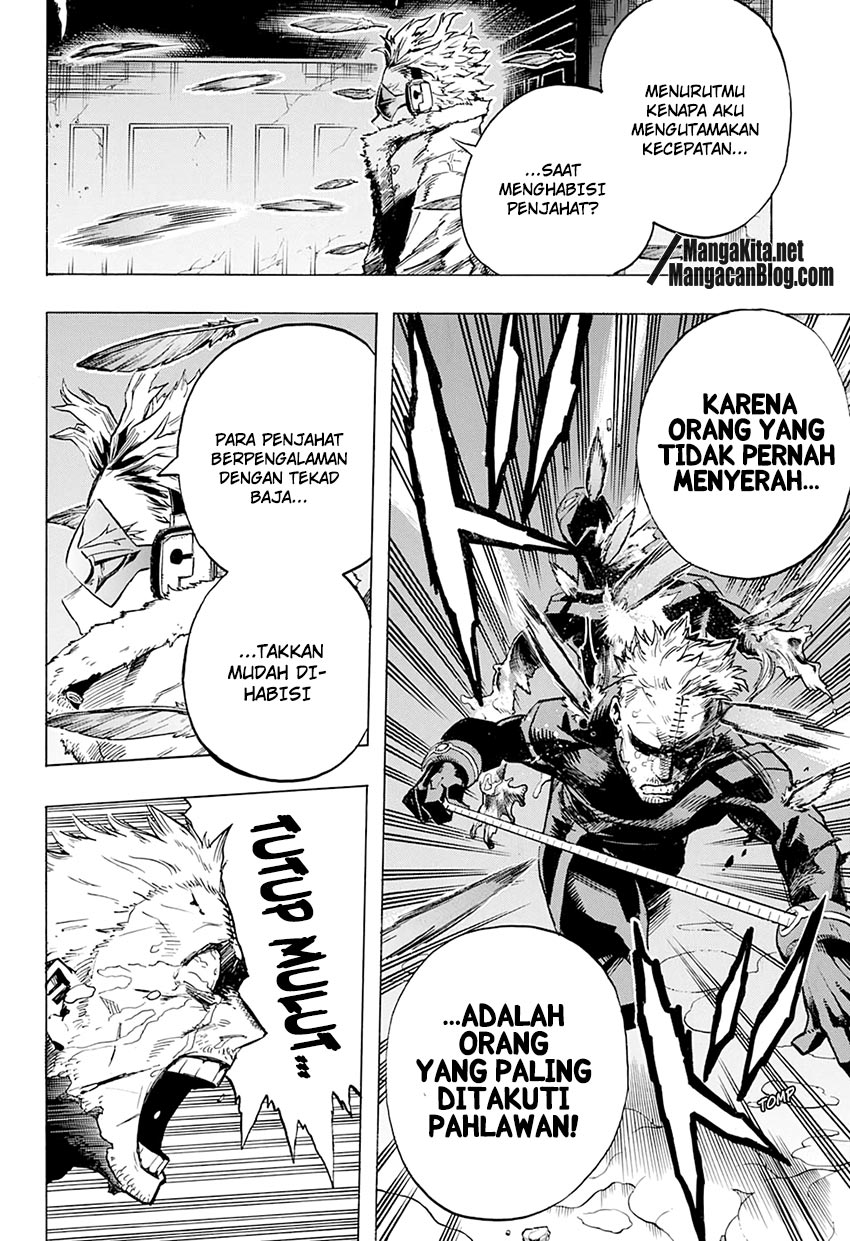 MENURUTMU
KENAPA AKU
MENGUTAMAKAN
KECEPATAN...
...SAAT
MENGHABISI
PENJAHAT?
MangaKita.net
MangacanBlog.com
KARENA
ORANG YANG
TIDAK PERNAH
MENYERAH...
...ADALAH
ORANG
YANG PALING
DITAKUTI
PAHLAWAN!
TOMP
PARA PENJAHAT
BERPENGALAMAN
DENGAN TEKAD
BAJA...
...TAKKAN
MUDAH DI-
HABISI
TUTUP MULUT...